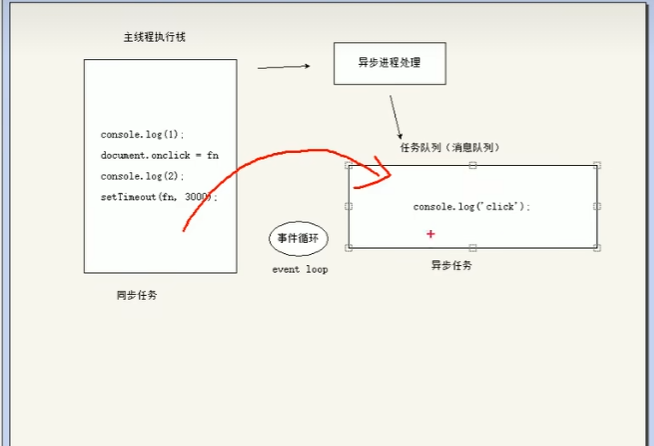 主线程执行栈
异步进程处理
任务队列（消息队列）
console.log(1);
document.onclick = fn
console.log(2);
setTimeout(fn, 3000);
console.log('click');
事件循环
event loop
异步任务
同步任务